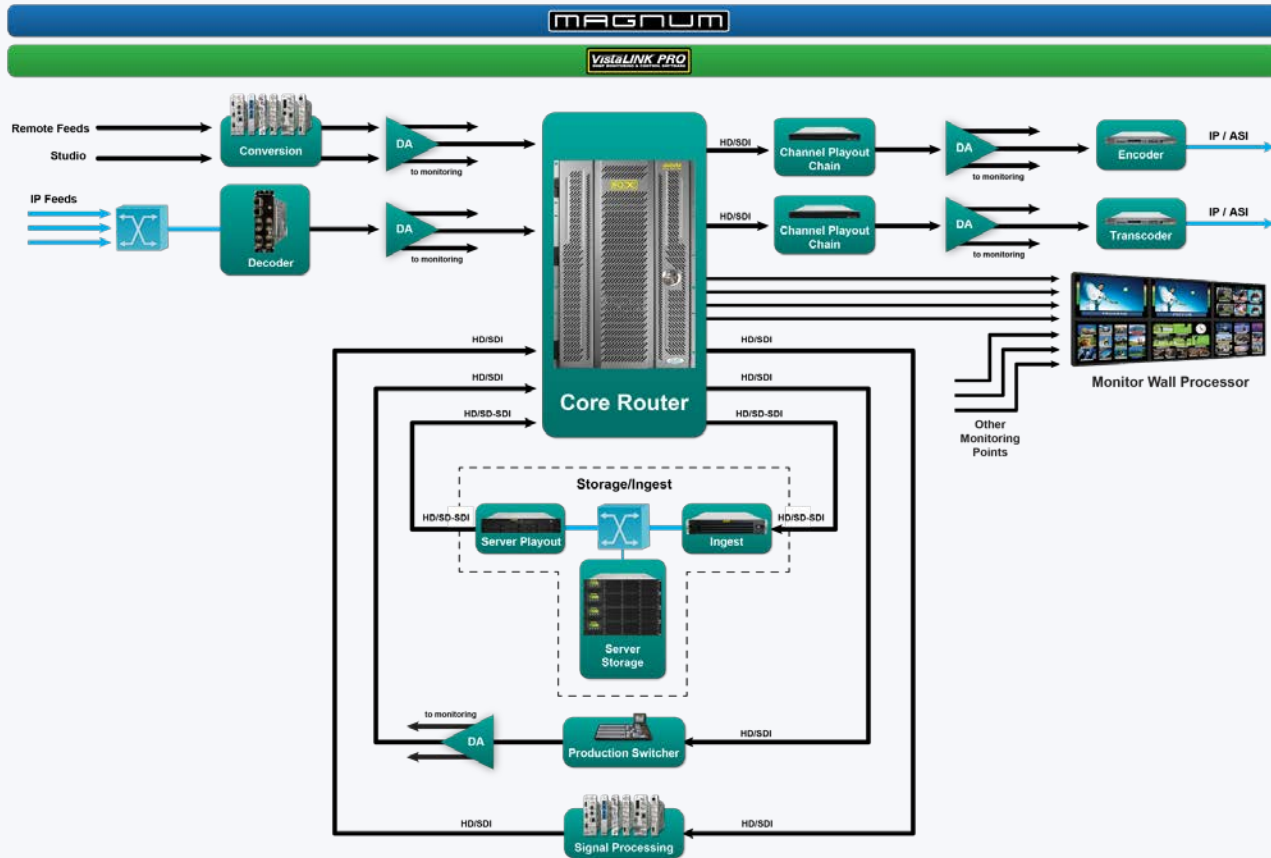 MAGNUM
VistaLINK PRO
Remote Feeds
Studio
Conversion
DA
to monitoring
IP Feeds
Decoder
DA
to monitoring
Core Router
HD/SDI
Channel Playout
Chain
DA
to monitoring
Encoder
IP / ASI
HD/SDI
Channel Playout
Chain
DA
to monitoring
Transcoder
IP / ASI
Monitor Wall Processor
Other
Monitoring
Points
HD/SDI
HD/SDI
HD/SDI
HD/SDI
HD/SD-SDI
HD/SD-SDI
Storage/Ingest
HD/SD-SDI
Server Playout
Ingest
HD/SD-SDI
Server
Storage
to monitoring
DA
Production Switcher
HD/SDI
HD/SDI
Signal Processing
HD/SDI